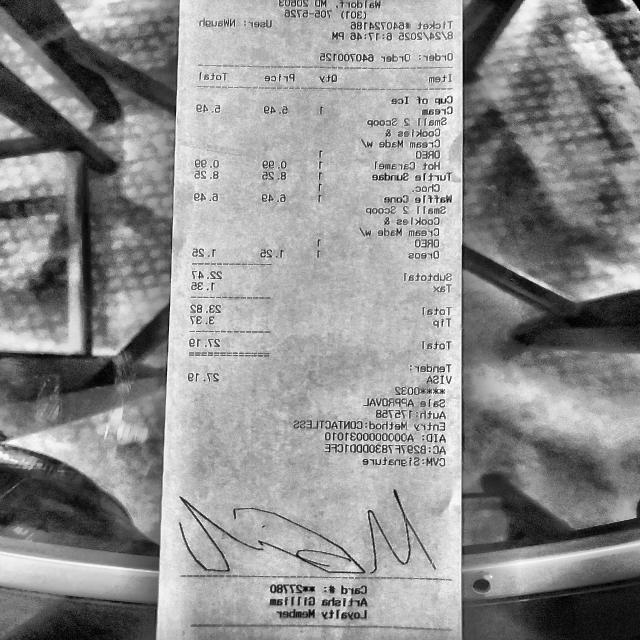 Waldorf, MD 20603
(301) 705-5726
Ticket #640724186 User: NWaugh
8/24/2025 6:17:46 PM
Order: Order 640700125
Item Qty Price Total
Cup of Ice Cream 1 5.49 5.49
Small 2 Scoop
Cookies &
Cream Made w/
OREO 1
Hot Caramel 1 0.99 0.99
Turtle Sundae 1 8.25 8.25
Choc. 1
Waffle Cone 1 6.49 6.49
Small 2 Scoop
Cookies &
Cream Made w/
OREO 1
Oreos 1 1.25 1.25
Subtotal 22.47
Tax 1.35
Total 23.82
Tip 3.37
Total 27.19
Tender:
VISA 27.19
****0032
Sale APPROVAL
Auth:175758
Entry Method:CONTACTLESS
AID: A0000000031010
AC:B297F7830DDD1CFE
CVM:Signature
Card #: **27780
Artisha Gilliam
Loyalty Member